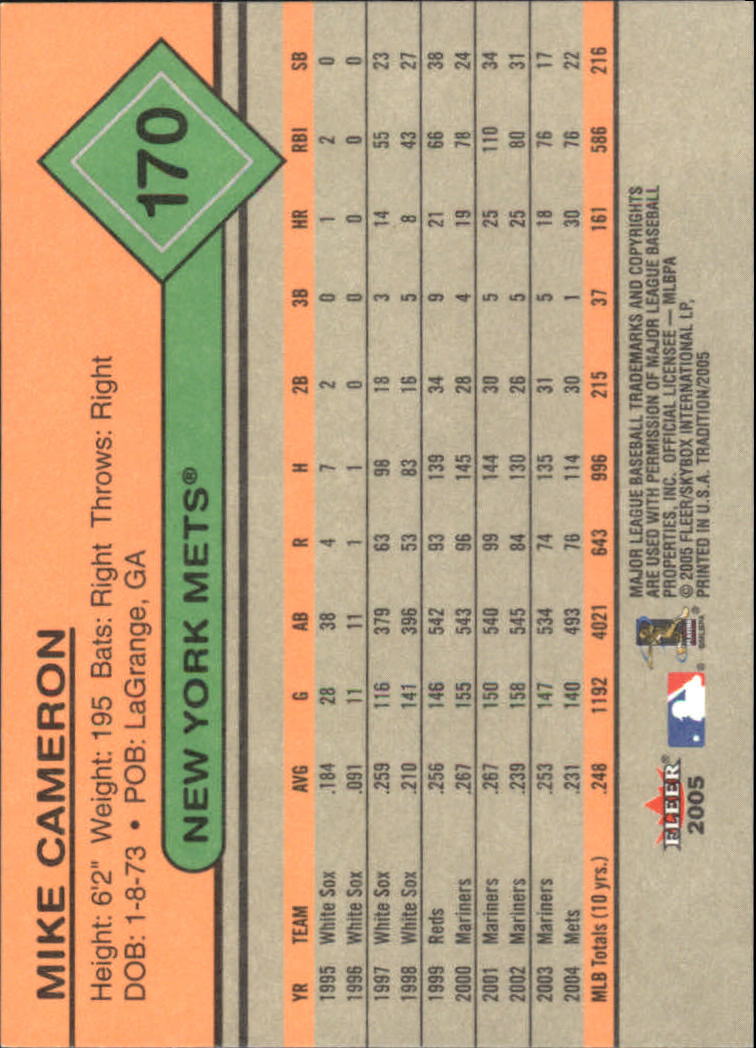 MIKE CAMERON
Height: 6'2" Weight: 195 Bats: Right Throws: Right
DOB: 1-8-73 • POB: LaGrange, GA
170
NEW YORK METS®
YR TEAM AVG G AB R H 2B 3B HR RBI SB
1995 White Sox .184 28 38 4 7 2 0 1 2 0
1996 White Sox .091 11 11 1 1 0 0 0 0 0
1997 White Sox .259 116 379 63 98 18 3 14 55 23
1998 White Sox .210 141 396 53 83 16 5 8 43 27
1999 Reds .256 146 542 93 139 34 9 21 66 38
2000 Mariners .267 155 543 96 145 28 4 19 78 24
2001 Mariners .267 150 540 99 144 30 5 25 110 34
2002 Mariners .239 158 545 84 130 26 5 25 80 31
2003 Mariners .253 147 534 74 135 31 5 18 76 17
2004 Mets .231 140 493 76 114 30 1 30 76 22
MLB Totals (10 yrs.) .248 1192 4021 643 996 215 37 161 586 216
FLEER®
2005
®
©MLBPA
MAJOR LEAGUE BASEBALL TRADEMARKS AND COPYRIGHTS
ARE USED WITH PERMISSION OF MAJOR LEAGUE BASEBALL
PROPERTIES, INC. OFFICIAL LICENSEE — MLBPA
© 2005 FLEER/SKYBOX INTERNATIONAL LP,
PRINTED IN U.S.A. TRADITION/2005